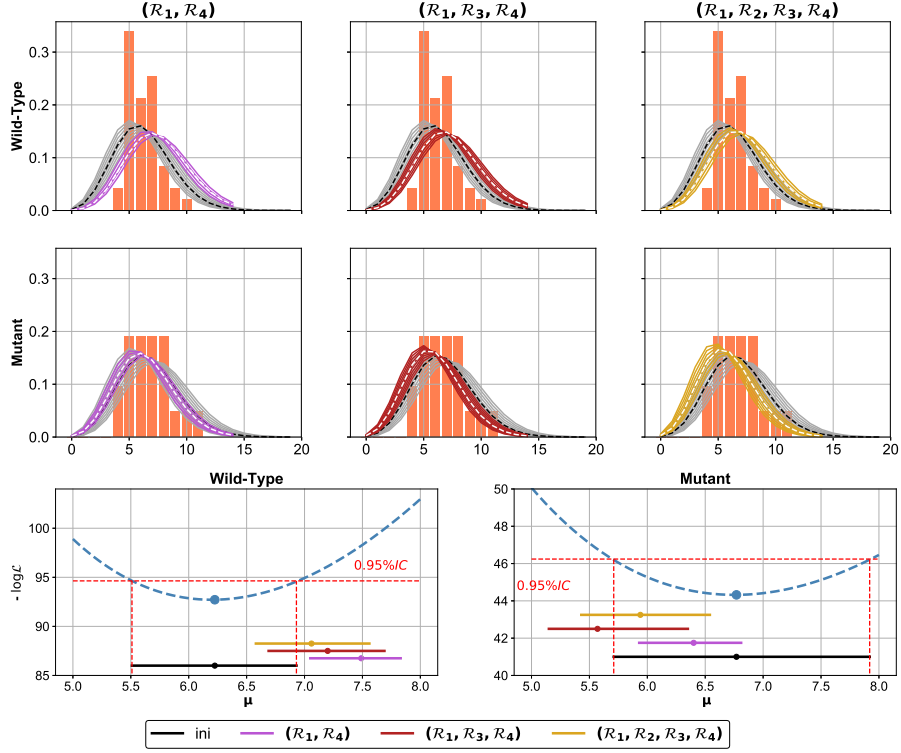 (ℛ₁, ℛ₄) (ℛ₁, ℛ₃, ℛ₄) (ℛ₁, ℛ₂, ℛ₃, ℛ₄)
Wild-Type
0.3
0.2
0.1
0.0
Mutant
0.3
0.2
0.1
0.0
0 5 10 15 20 0 5 10 15 20 0 5 10 15 20
Wild-Type
- logℒ
100
95
90
85
0.95%IC
5.0 5.5 6.0 6.5 7.0 7.5 8.0
μ
Mutant
50
48
46
44
42
40
0.95%IC
5.0 5.5 6.0 6.5 7.0 7.5 8.0
μ
ini (ℛ₁, ℛ₄) (ℛ₁, ℛ₃, ℛ₄) (ℛ₁, ℛ₂, ℛ₃, ℛ₄)